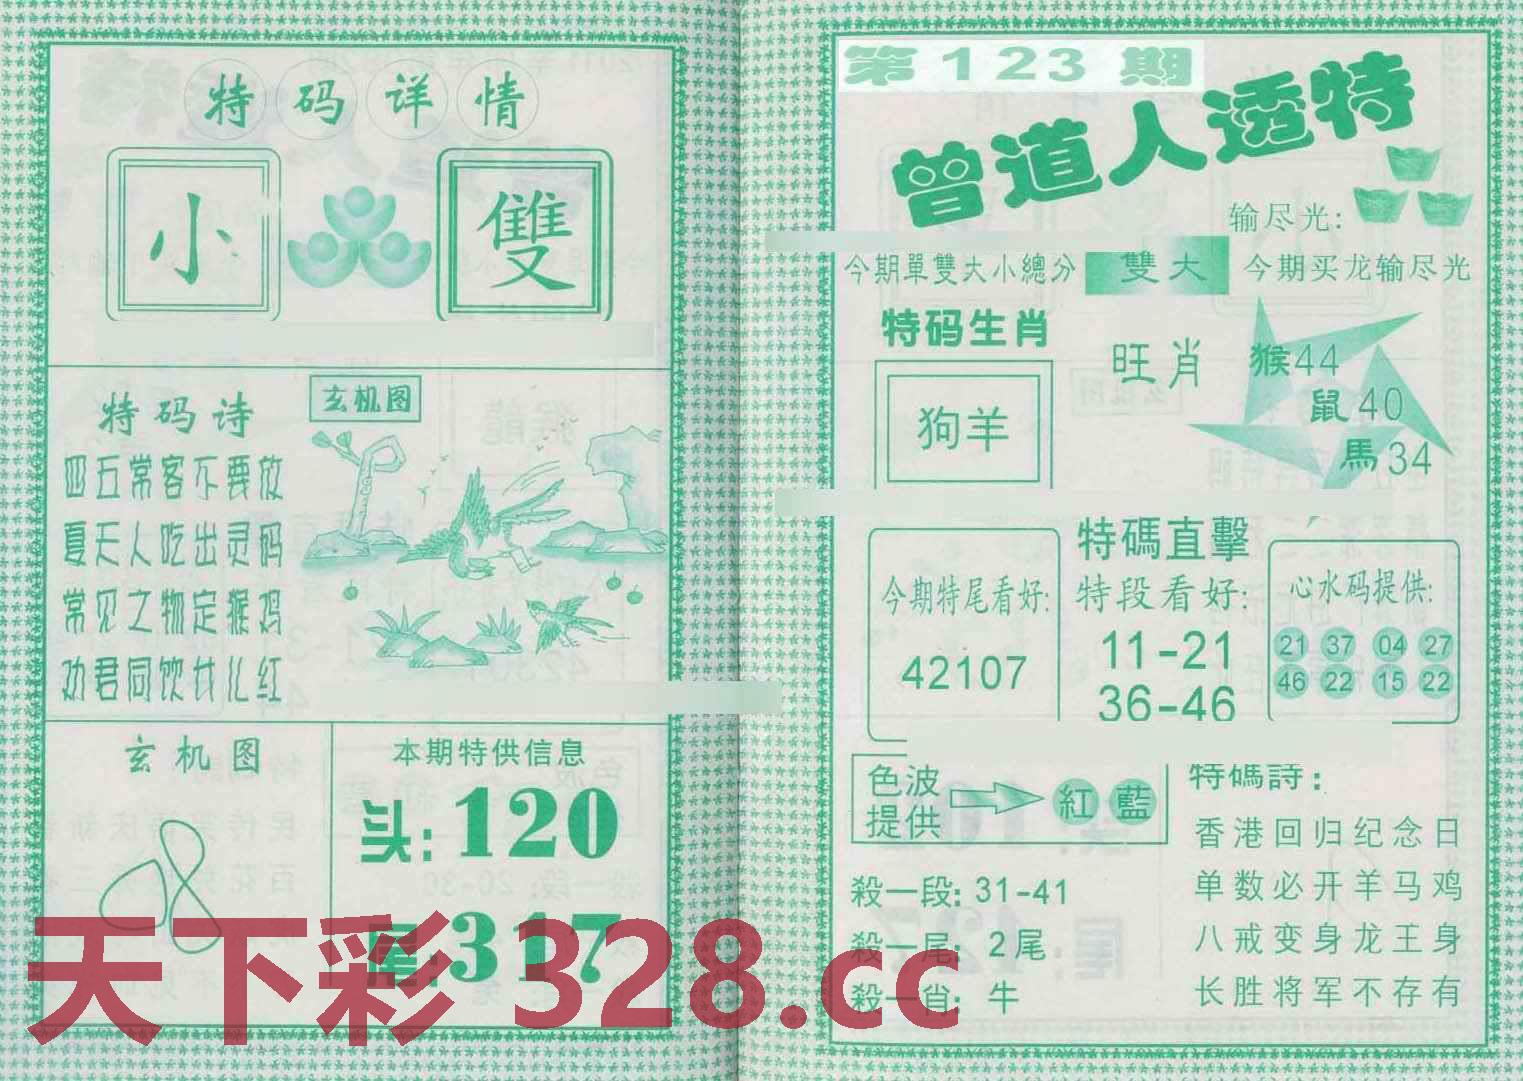 特码详情
小
雙
特码诗
四五常客不要放
夏天人吃出灵码
常见之物定猴鸡
劝君同饮女儿红
玄机图
玄机图
本期特供信息
头:120
尾:317
第123期
曾道人透特
输尽光:
今期單雙大小總分
雙大
今期买龙输尽光
特码生肖
狗羊
旺肖
猴44
鼠40
馬34
今期特尾看好:
42107
特碼直擊
特段看好:
11-21
36-46
心水码提供:
21 37 04 27
46 22 15 22
色波
提供
紅 藍
殺一段: 31-41
殺一尾: 2尾
殺一肖: 牛
特碼詩:
香港回归纪念日
单数必开羊马鸡
八戒变身龙王身
长胜将军不存有
天下彩 328.cc